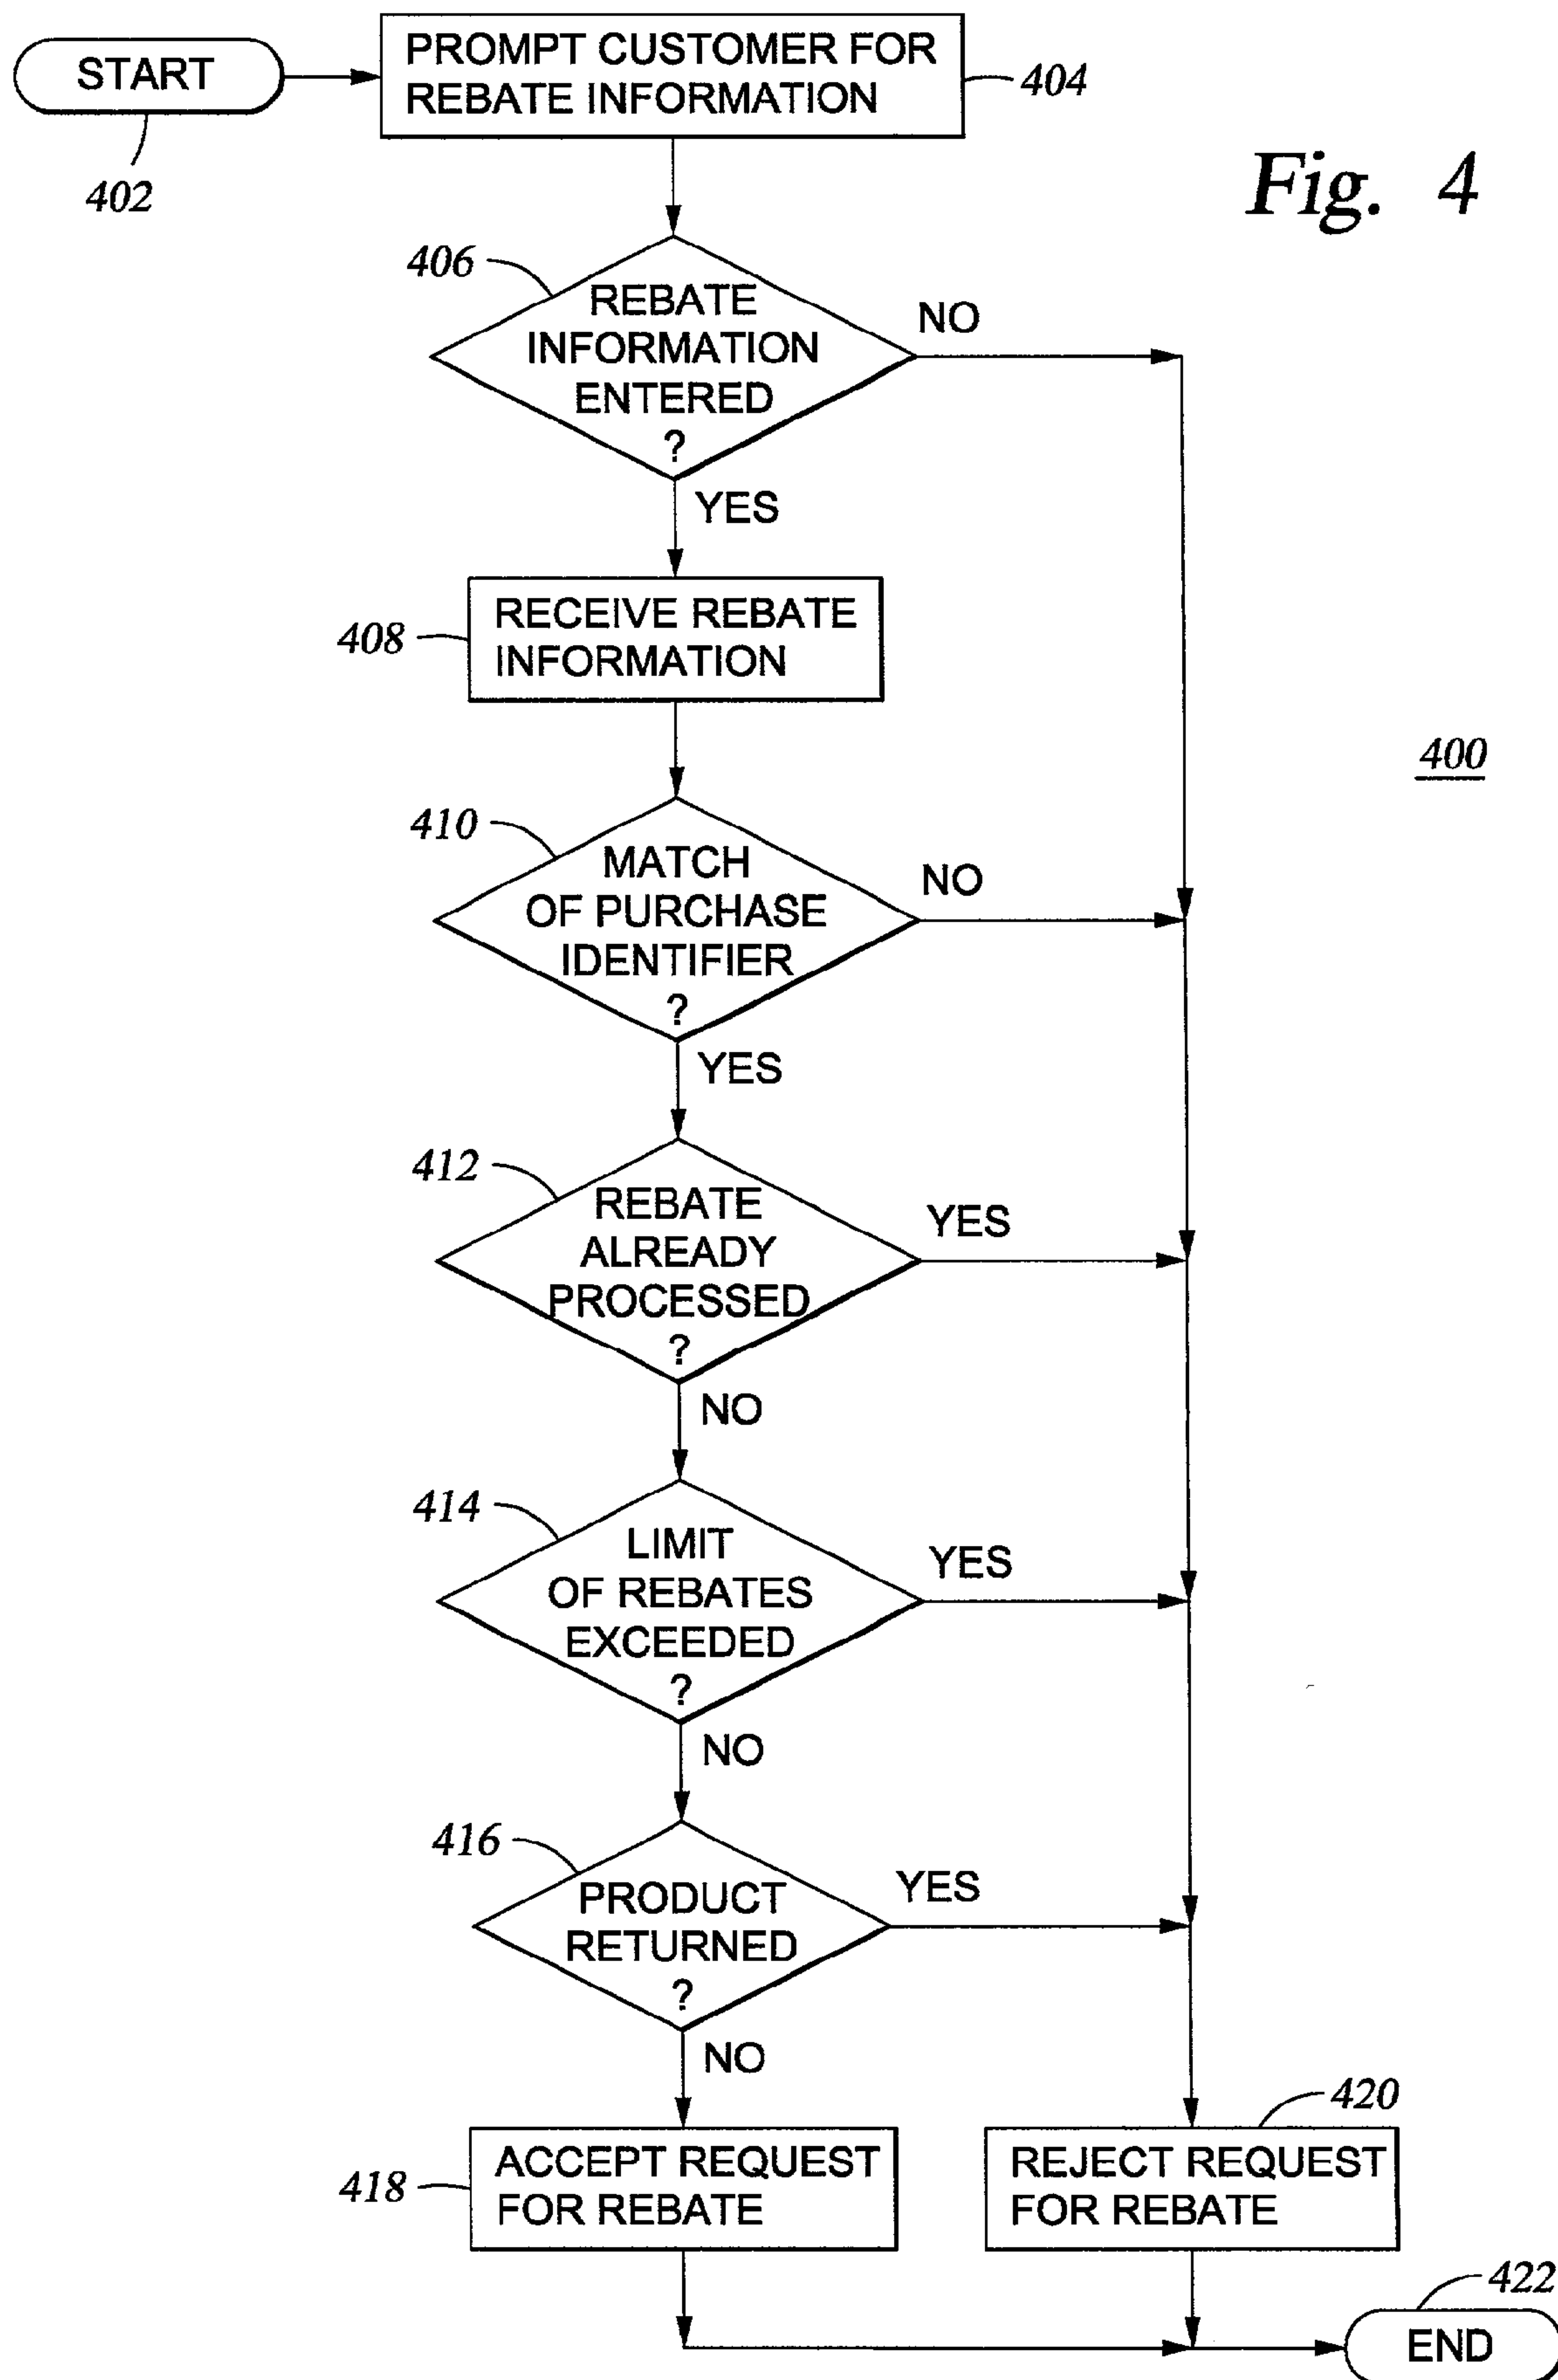 START
PROMPT CUSTOMER FOR
REBATE INFORMATION
404
402
Fig. 4
406
REBATE
INFORMATION
ENTERED
?
NO
YES
408
RECEIVE REBATE
INFORMATION
400
410
MATCH
OF PURCHASE
IDENTIFIER
?
NO
YES
412
REBATE
ALREADY
PROCESSED
?
YES
NO
414
LIMIT
OF REBATES
EXCEEDED
?
YES
NO
416
PRODUCT
RETURNED
?
YES
NO
418
ACCEPT REQUEST
FOR REBATE
420
REJECT REQUEST
FOR REBATE
422
END